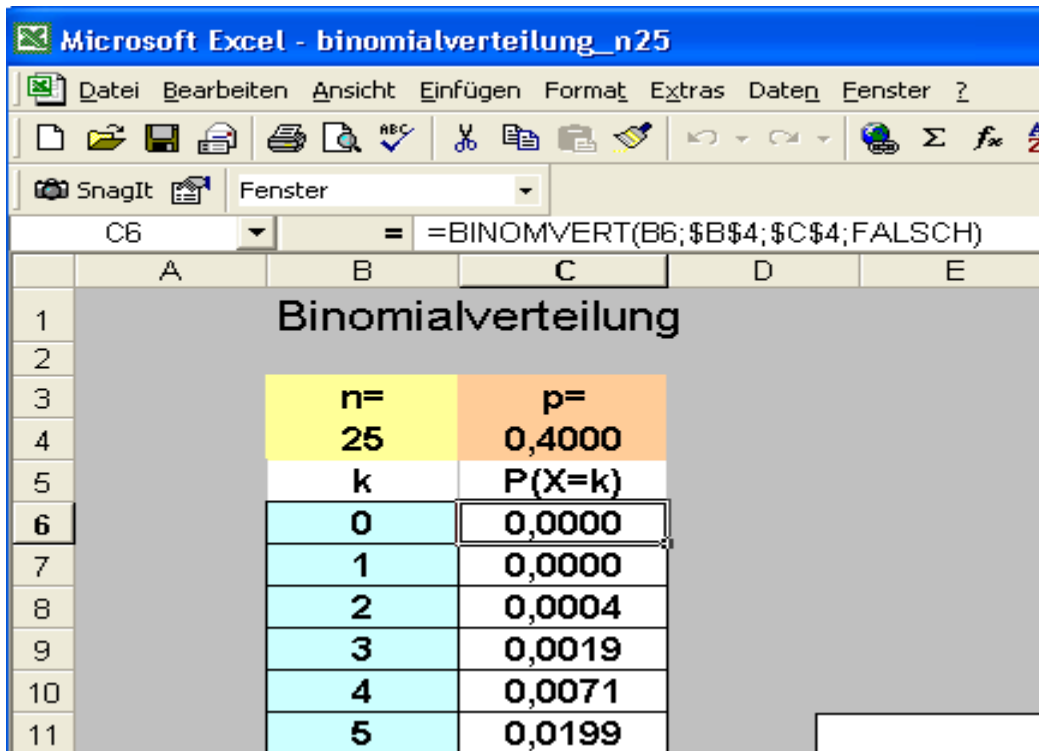 Microsoft Excel - binomialverteilung_n25
Datei Bearbeiten Ansicht Einfügen Format Extras Daten Fenster ?
ABC Σ fx
SnagIt Fenster
C6 = =BINOMVERT(B6;$B$4;$C$4;FALSCH)
A B C D E
1 Binomialverteilung
2
3 n= p=
4 25 0,4000
5 k P(X=k)
6 0 0,0000
7 1 0,0000
8 2 0,0004
9 3 0,0019
10 4 0,0071
11 5 0,0199